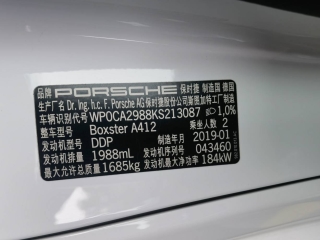 品牌 PORSCHE 保时捷 制造国 德国
生产厂名 Dr. Ing. h.c. F. Porsche AG 保时捷股份公司斯图加特工厂制造
车辆识别代号 WP0CA2988KS213087 1,0%
整车型号 Boxster A412 乘坐人数 2
发动机型号 DDP 制造年月 2019-01
发动机排量 1988mL 发动机序列号 043460
最大允许总质量 1685kg 发动机最大净功率 184kW